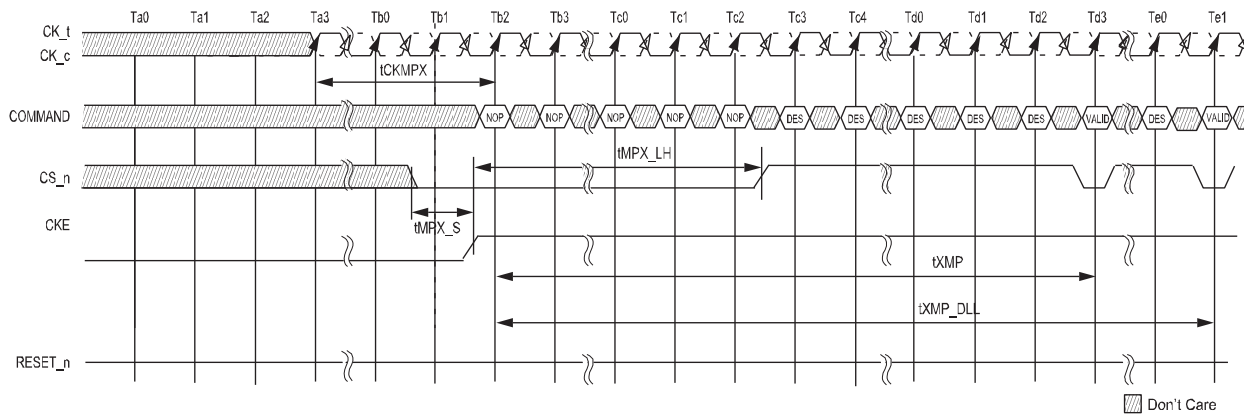 Ta0 Ta1 Ta2 Ta3 Tb0 Tb1 Tb2 Tb3 Tc0 Tc1 Tc2 Tc3 Tc4 Td0 Td1 Td2 Td3 Te0 Te1
CK_t
CK_c
tCKMPX
COMMAND NOP NOP NOP NOP NOP DES DES DES DES DES VALID DES VALID
tMPX_LH
CS_n
tMPX_S
CKE
tXMP
tXMP_DLL
RESET_n
Don't Care